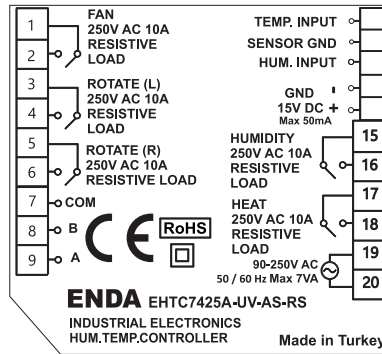 1
2
3
4
5
6
7
8
9
FAN
250V AC 10A
RESISTIVE
LOAD
ROTATE (L)
250V AC 10A
RESISTIVE
LOAD
ROTATE (R)
250V AC 10A
RESISTIVE LOAD
COM
B
A
CE
RoHS
TEMP. INPUT
SENSOR GND
HUM. INPUT
GND -
15V DC +
Max 50mA
HUMIDITY
250V AC 10A
RESISTIVE
LOAD
HEAT
250V AC 10A
RESISTIVE
LOAD
90-250V AC
50 / 60 Hz Max 7VA
15
16
17
18
19
20
ENDA EHTC7425A-UV-AS-RS
INDUSTRIAL ELECTRONICS
HUM.TEMP.CONTROLLER
Made in Turkey